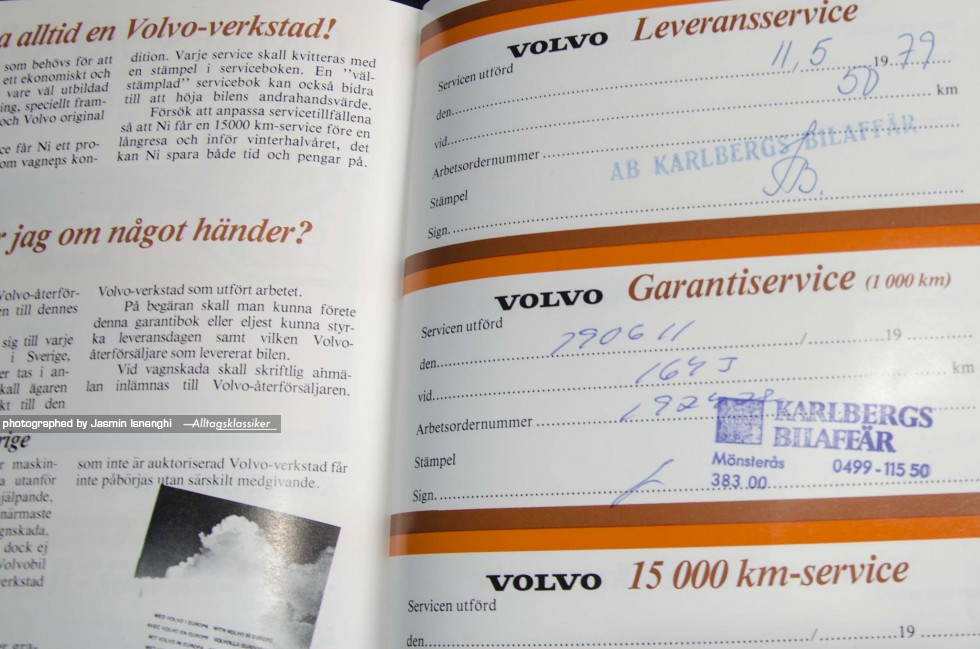 a alltid en Volvo-verkstad!
som behövs för att
ett ekonomiskt och
vare väl utbildad
ing, speciellt fram-
och Volvo original
ce får Ni ett pro-
om vagneps kon-
dition. Varje service skall kvitteras med
en stämpel i serviceboken. En "väl-
stämplad" servicebok kan också bidra
till att höja bilens andrahandsvärde.
Försök att anpassa servicetillfällena
så att Ni får en 15000 km-service före en
långresa och inför vinterhalvåret, det
kan Ni spara både tid och pengar på.
r jag om något händer?
Volvo-återför-
en till dennes
sig till varje
i Sverige,
er tas i an-
kall ägaren
kt till den
Volvo-verkstad som utfört arbetet.
På begäran skall man kunna förete
denna garantibok eller eljest kunna styr-
ka leveransdagen samt vilken Volvo-
återförsäljare som levererat bilen.
Vid vagnskada skall skriftlig anmä-
lan inlämnas till Volvo-återförsäljaren.
photographed by Jasmin Isnenghi —Alltagsklassiker
rige
r maskin-
a utanför
jälpande,
närmaste
gnskada,
dock ej
Volvobil
erkstad
som inte är auktoriserad Volvo-verkstad får
inte påbörjas utan särskilt medgivande.
VOLVO Leveransservice
Servicen utförd
den 11,5 1979
vid 50 km
Arbetsordernummer
AB KARLBERGS BILAFFÄR
Stämpel
Sign.
VOLVO Garantiservice (1 000 km)
Servicen utförd
den 790611 / 19
vid km
Arbetsordernummer
KARLBERGS
BILAFFÄR
Mönsterås 0499-115 50
383 00
Stämpel
Sign.
VOLVO 15 000 km-service
Servicen utförd
den / 19